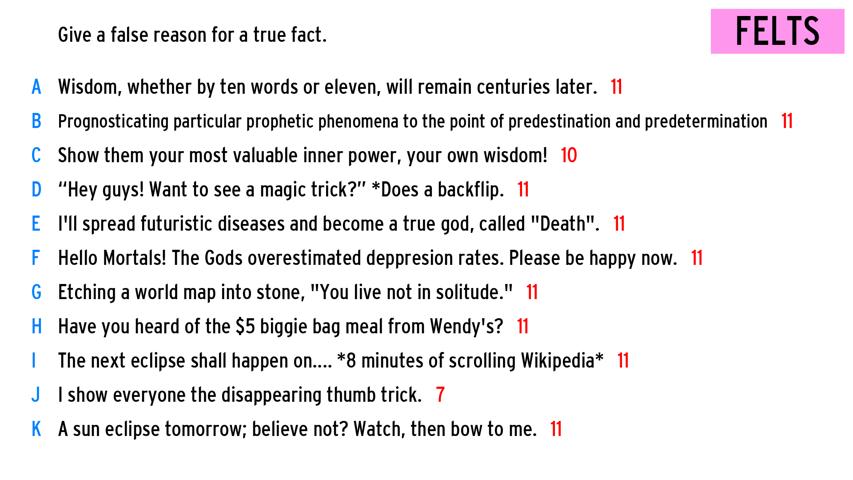 Give a false reason for a true fact.
FELTS
A Wisdom, whether by ten words or eleven, will remain centuries later. 11
B Prognosticating particular prophetic phenomena to the point of predestination and predetermination 11
C Show them your most valuable inner power, your own wisdom! 10
D “Hey guys! Want to see a magic trick?” *Does a backflip. 11
E I'll spread futuristic diseases and become a true god, called "Death". 11
F Hello Mortals! The Gods overestimated deppresion rates. Please be happy now. 11
G Etching a world map into stone, "You live not in solitude." 11
H Have you heard of the $5 biggie bag meal from Wendy's? 11
I The next eclipse shall happen on.... *8 minutes of scrolling Wikipedia* 11
J I show everyone the disappearing thumb trick. 7
K A sun eclipse tomorrow; believe not? Watch, then bow to me. 11